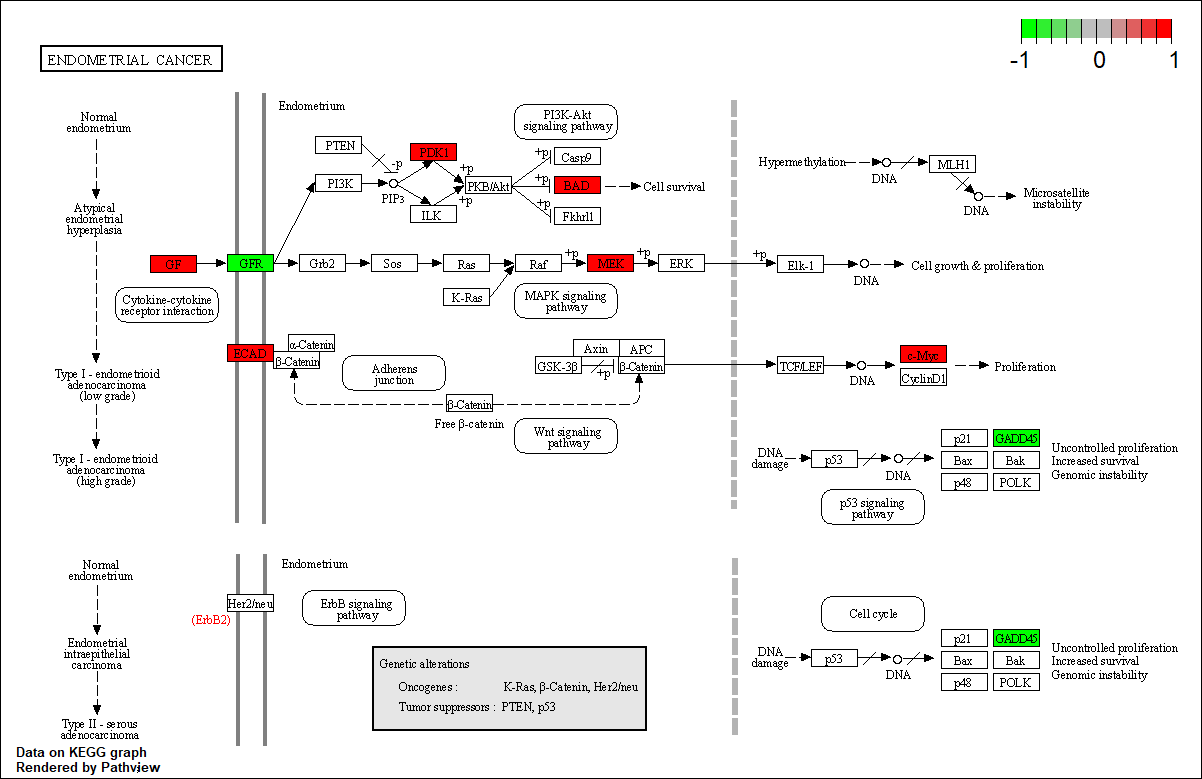 -1 0 1
ENDOMETRIAL CANCER
Normal
endometrium
Atypical
endometrial
hyperplasia
Type I - endometrioid
adenocarcinoma
(low grade)
Type I - endometrioid
adenocarcinoma
(high grade)
Endometrium
PTEN
PI3K
-p
PIP3
PDK1
ILK
+p
+p
PKB/Akt
PI3K-Akt
signaling pathway
+p
Casp9
+p
BAD
+p
Fkhrl1
Cell survival
Hypermethylation
DNA
MLH1
DNA
Microsatellite
instability
GF
GFR
Grb2
Sos
Ras
Raf
+p
MEK
+p
ERK
+p
Elk-1
DNA
Cell growth & proliferation
K-Ras
MAPK signaling
pathway
Cytokine-cytokine
receptor interaction
ECAD
α-Catenin
β-Catenin
Adherens
junction
Axin
APC
GSK-3β
+p
β-Catenin
TCF/LEF
DNA
c-Myc
CyclinD1
Proliferation
β-Catenin
Free β-catenin
Wnt signaling
pathway
DNA
damage
p53
DNA
p21 GADD45
Bax Bak
p48 POLK
Uncontrolled proliferation
Increased survival
Genomic instability
p53 signaling
pathway
Normal
endometrium
Endometrial
intraepithelial
carcinoma
Type II - serous
adenocarcinoma
Endometrium
Her2/neu
(ErbB2)
ErbB signaling
pathway
Cell cycle
DNA
damage
p53
DNA
p21 GADD45
Bax Bak
p48 POLK
Uncontrolled proliferation
Increased survival
Genomic instability
Genetic alterations
Oncogenes : K-Ras, β-Catenin, Her2/neu
Tumor suppressors : PTEN, p53
Data on KEGG graph
Rendered by Pathview